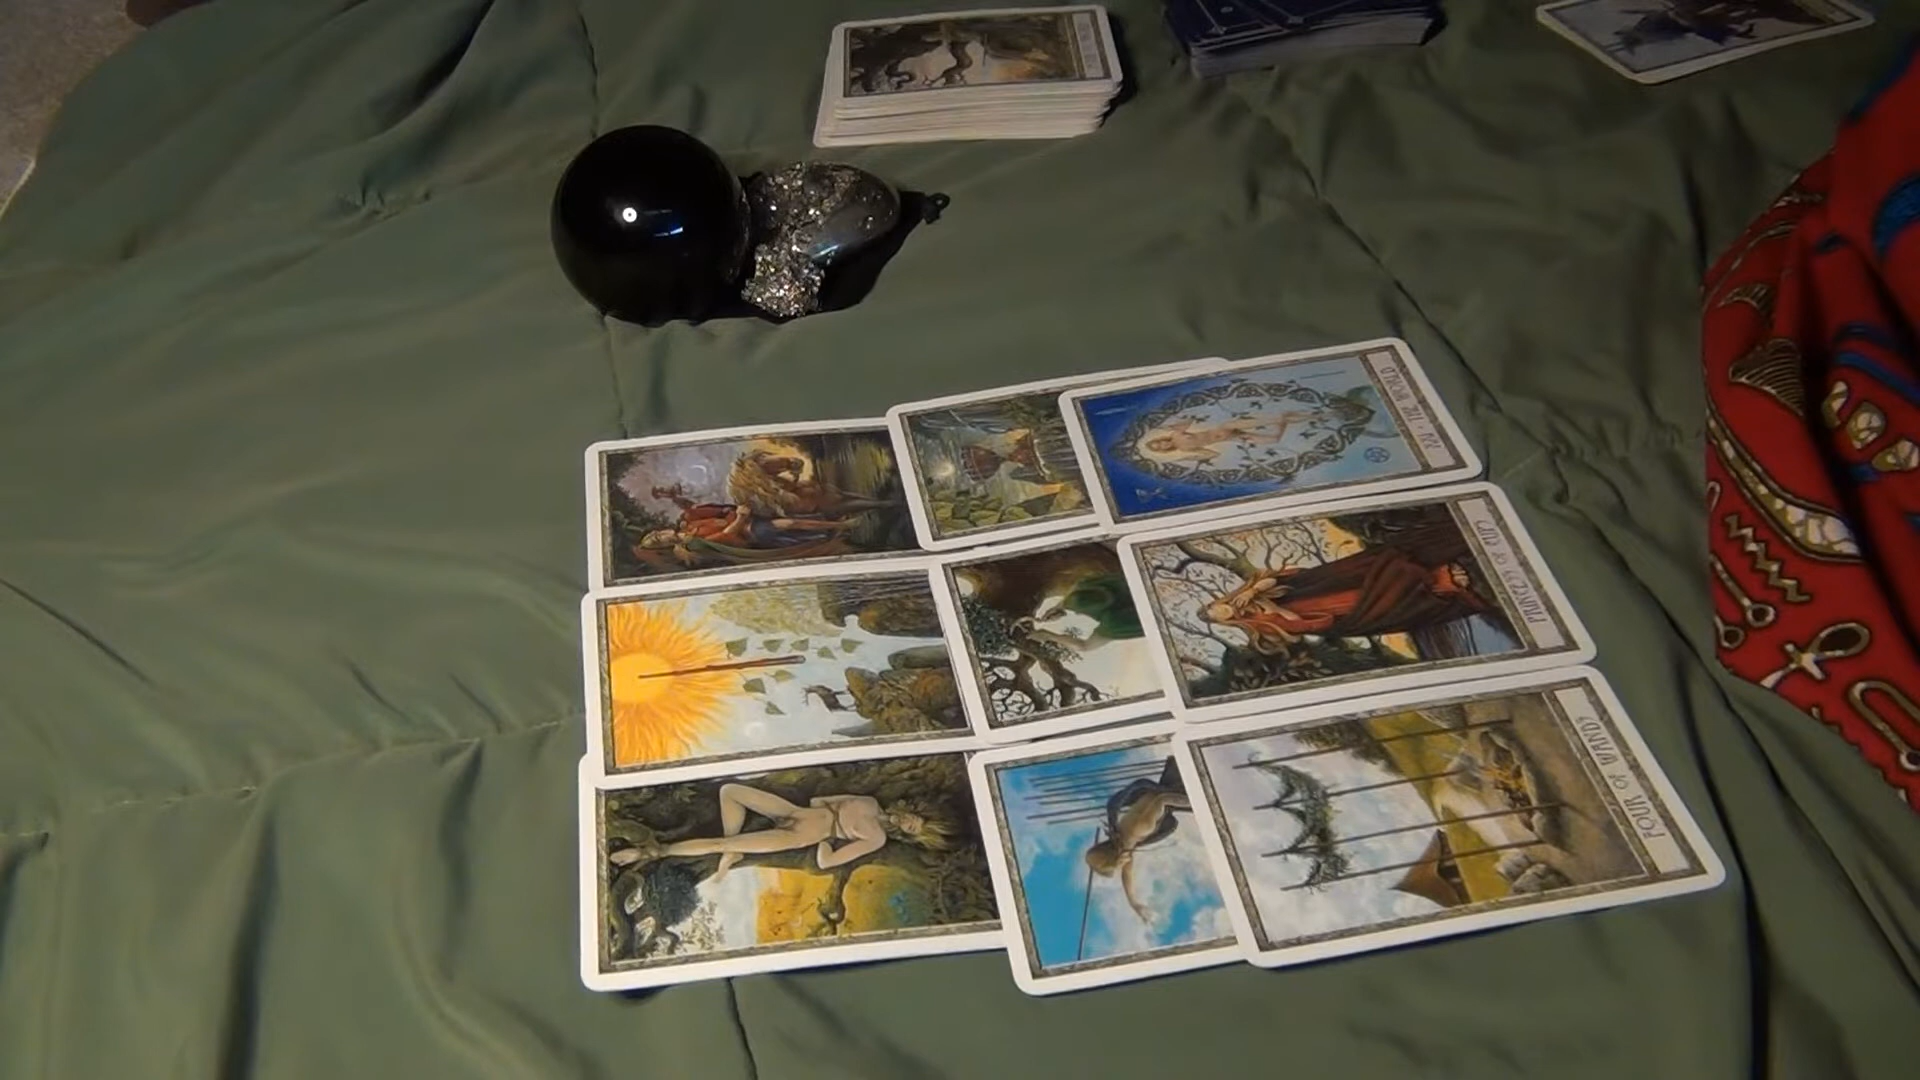 XXI • THE WORLD
PRINCESS OF CUPS
FOUR OF WANDS